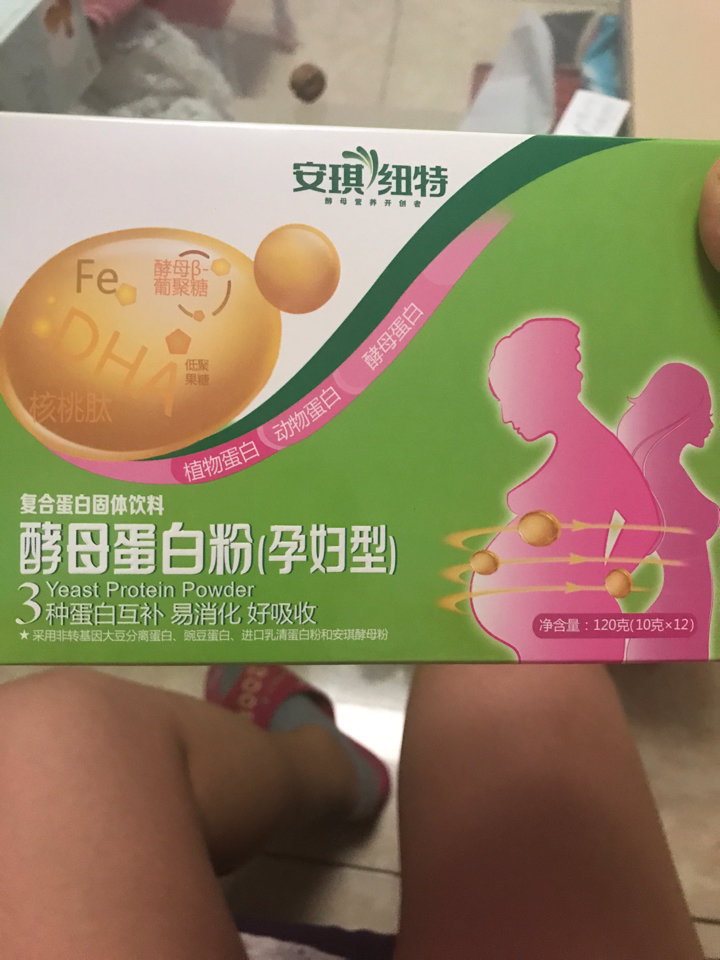 安琪纽特
酵母营养开创者
Fe
酵母β-
葡聚糖
DHA
低聚
果糖
核桃肽
植物蛋白
动物蛋白
酵母蛋白
复合蛋白固体饮料
酵母蛋白粉(孕妇型)
Yeast Protein Powder
3种蛋白互补 易消化 好吸收
★采用非转基因大豆分离蛋白、豌豆蛋白、进口乳清蛋白粉和安琪酵母粉
净含量：120克(10克×12)